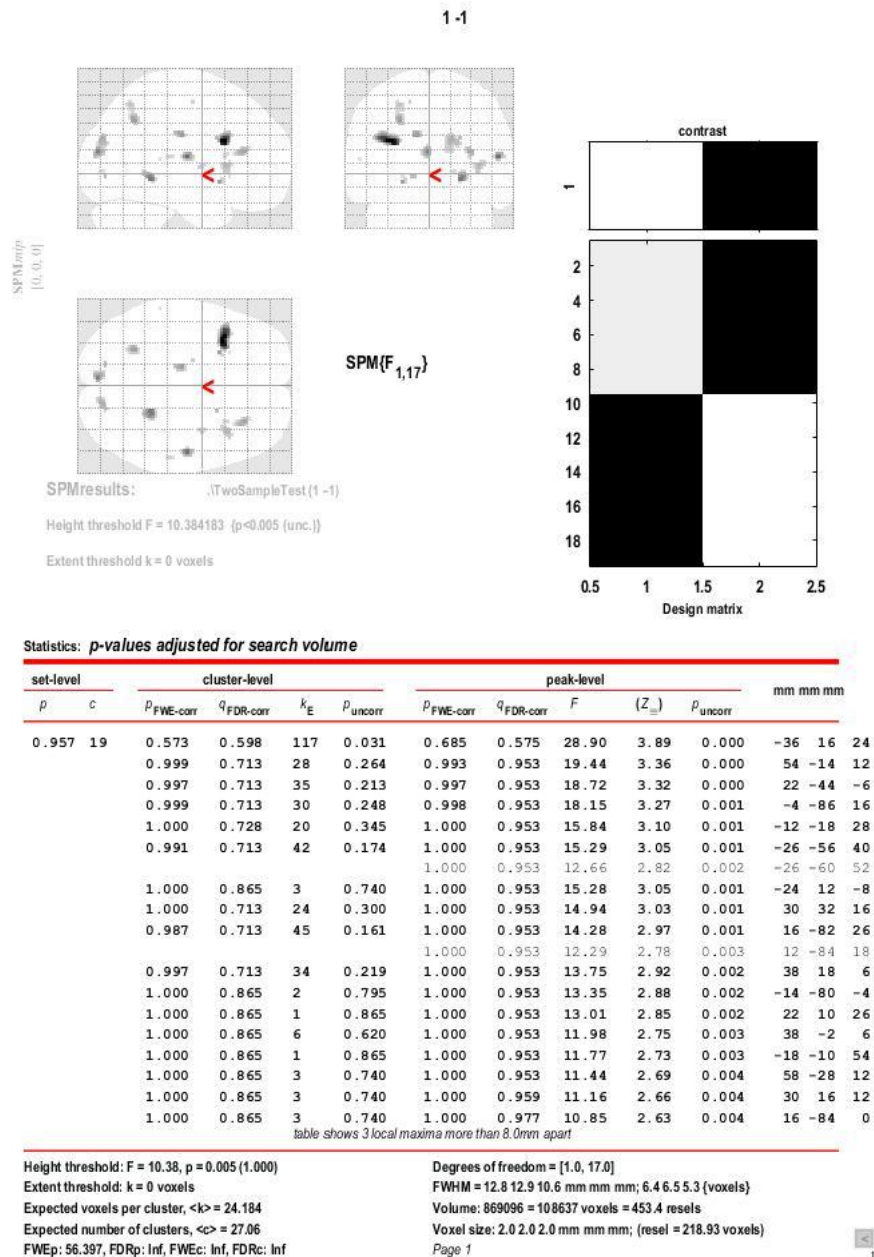 1 -1
SPMmip
[0, 0, 0]
SPM{F1,17}
contrast
1
2
4
6
8
10
12
14
16
18
0.5 1 1.5 2 2.5
Design matrix
SPMresults: .\TwoSampleTest (1 -1)
Height threshold F = 10.384183 {p<0.005 (unc.)}
Extent threshold k = 0 voxels
Statistics: p-values adjusted for search volume
set-level cluster-level peak-level mm mm mm
p c pFWE-corr qFDR-corr kE puncorr pFWE-corr qFDR-corr F (Z≡) puncorr
0.957 19 0.573 0.598 117 0.031 0.685 0.575 28.90 3.89 0.000 -36 16 24
0.999 0.713 28 0.264 0.993 0.953 19.44 3.36 0.000 54 -14 12
0.997 0.713 35 0.213 0.997 0.953 18.72 3.32 0.000 22 -44 -6
0.999 0.713 30 0.248 0.998 0.953 18.15 3.27 0.001 -4 -86 16
1.000 0.728 20 0.345 1.000 0.953 15.84 3.10 0.001 -12 -18 28
0.991 0.713 42 0.174 1.000 0.953 15.29 3.05 0.001 -26 -56 40
1.000 0.953 12.66 2.82 0.002 -26 -60 52
1.000 0.865 3 0.740 1.000 0.953 15.28 3.05 0.001 -24 12 -8
1.000 0.713 24 0.300 1.000 0.953 14.94 3.03 0.001 30 32 16
0.987 0.713 45 0.161 1.000 0.953 14.28 2.97 0.001 16 -82 26
1.000 0.953 12.29 2.78 0.003 12 -84 18
0.997 0.713 34 0.219 1.000 0.953 13.75 2.92 0.002 38 18 6
1.000 0.865 2 0.795 1.000 0.953 13.35 2.88 0.002 -14 -80 -4
1.000 0.865 1 0.865 1.000 0.953 13.01 2.85 0.002 22 10 26
1.000 0.865 6 0.620 1.000 0.953 11.98 2.75 0.003 38 -2 6
1.000 0.865 1 0.865 1.000 0.953 11.77 2.73 0.003 -18 -10 54
1.000 0.865 3 0.740 1.000 0.953 11.44 2.69 0.004 58 -28 12
1.000 0.865 3 0.740 1.000 0.959 11.16 2.66 0.004 30 16 12
1.000 0.865 3 0.740 1.000 0.977 10.85 2.63 0.004 16 -84 0
table shows 3 local maxima more than 8.0mm apart
Height threshold: F = 10.38, p = 0.005 (1.000)
Extent threshold: k = 0 voxels
Expected voxels per cluster, <k> = 24.184
Expected number of clusters, <c> = 27.06
FWEp: 56.397, FDRp: Inf, FWEc: Inf, FDRc: Inf
Degrees of freedom = [1.0, 17.0]
FWHM = 12.8 12.9 10.6 mm mm mm; 6.4 6.5 5.3 {voxels}
Volume: 869096 = 108637 voxels = 453.4 resels
Voxel size: 2.0 2.0 2.0 mm mm mm; (resel = 218.93 voxels)
Page 1
<
1